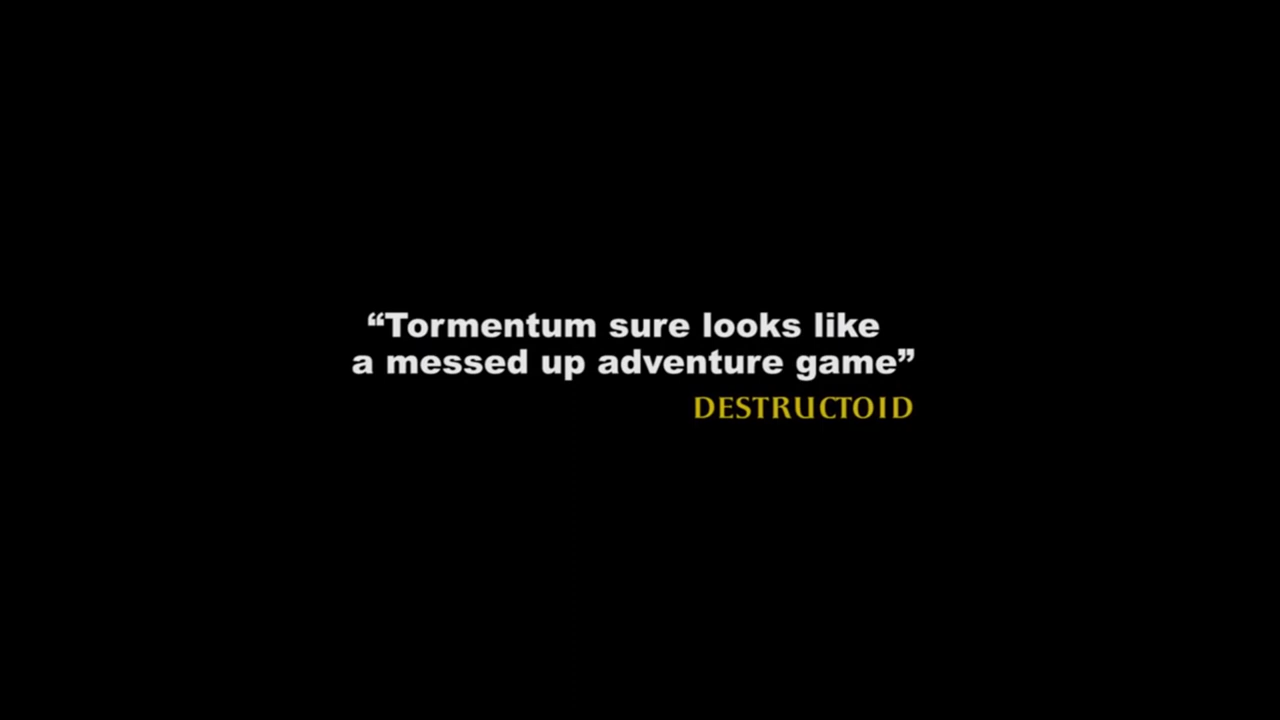 “Tormentum sure looks like
a messed up adventure game”
DESTRUCTOID